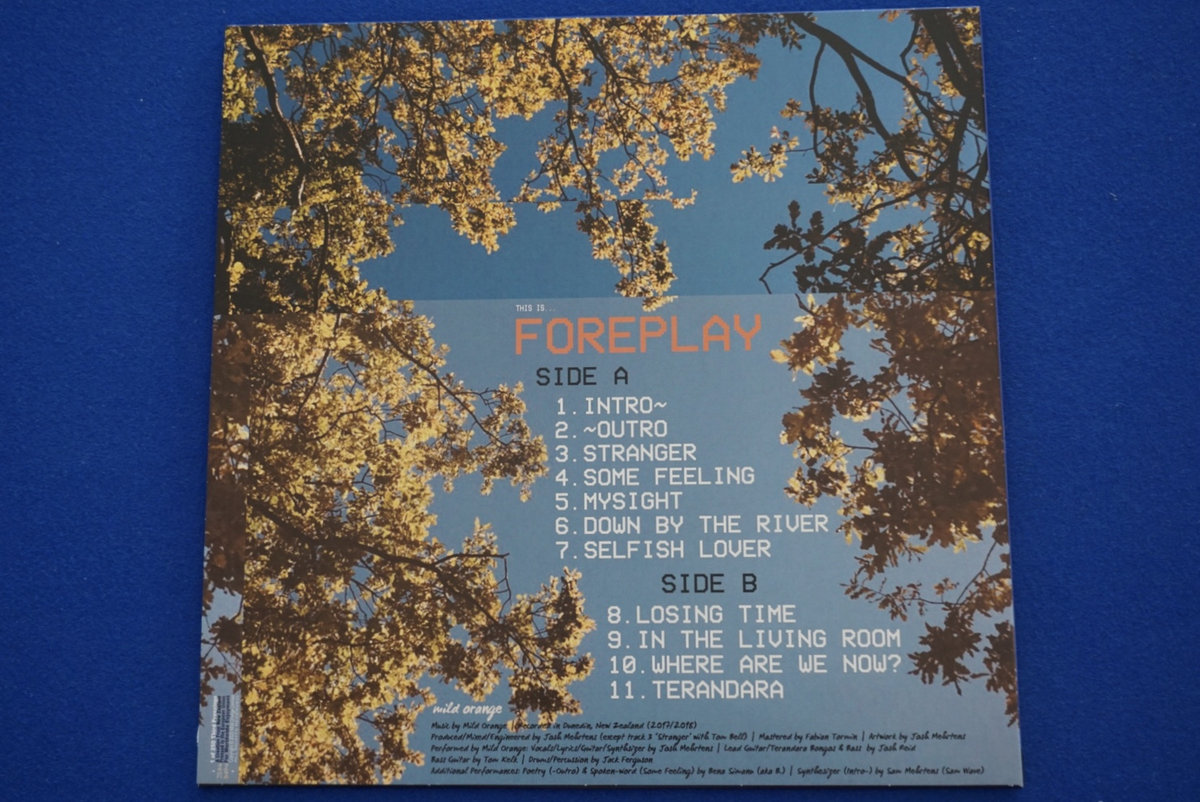 THIS IS...
FOREPLAY
SIDE A
1.INTRO~
2.~OUTRO
3.STRANGER
4.SOME FEELING
5.MYSIGHT
6.DOWN BY THE RIVER
7.SELFISH LOVER
SIDE B
8.LOSING TIME
9.IN THE LIVING ROOM
10.WHERE ARE WE NOW?
11.TERANDARA
mild orange
Music by Mild Orange | Recorded in Dunedin, New Zealand (2017/2018)
Produced/Mixed/Engineered by Josh Mehrtens (except track 3 'Stranger' with Tom Bell) | Mastered by Fabian Tormin | Artwork by Josh Mehrtens
Performed by Mild Orange: Vocals/Lyrics/Guitar/Synthsizer by Josh Mehrtens | Lead Guitar/Terandara Bongos & Bass by Josh Reid
Bass Guitar by Tom Kelk | Drums/Percussion by Jack Ferguson
Additional Performances: Poetry (~Outro) & Spoken-word (Some Feeling) by Bena Simann (aka B.) | Synthesizer (Intro~) by Sam Mehrtens (Sam Wave)